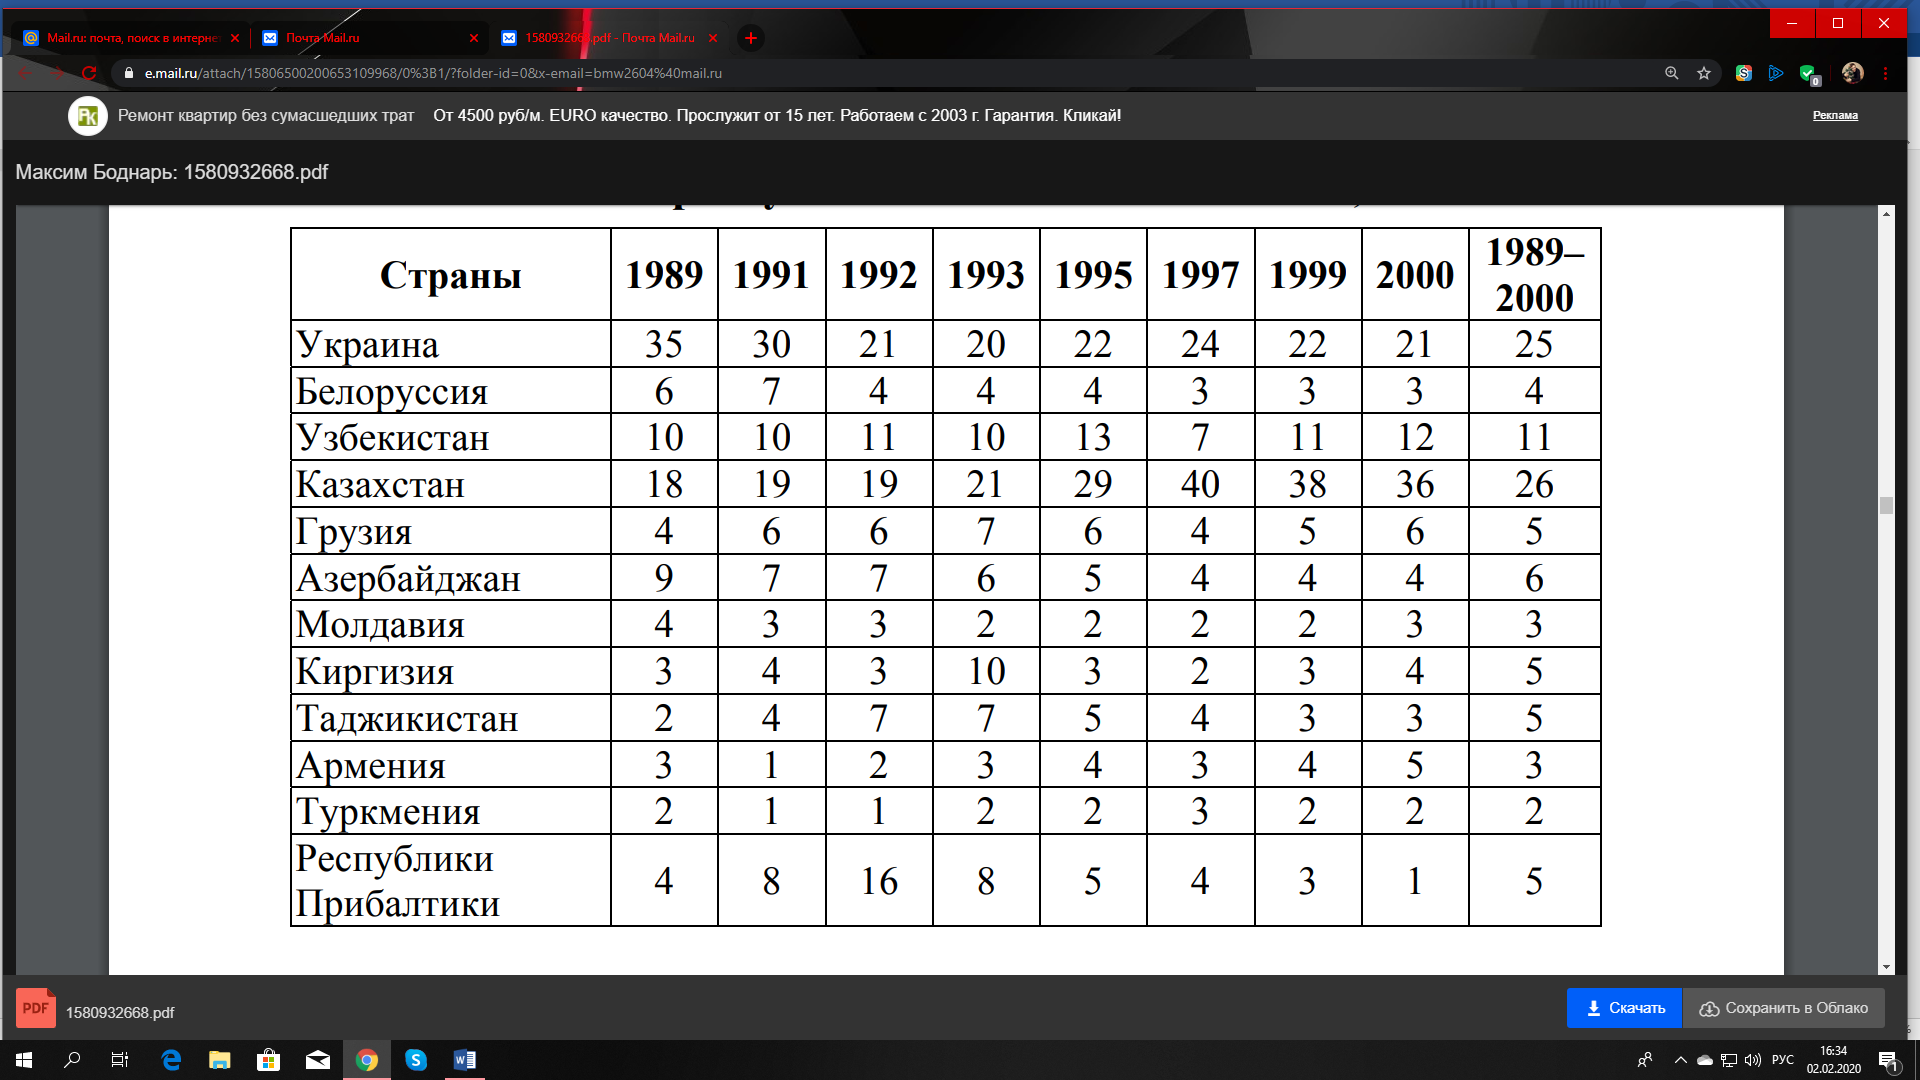 Mail.ru: почта, поиск в интерне
Почта Mail.ru
1580932668.pdf - Почта Mail.ru
e.mail.ru/attach/15806500200653109968/0%3B1/?folder-id=0&x-email=bmw2604%40mail.ru
Ремонт квартир без сумасшедших трат От 4500 руб/м. EURO качество. Прослужит от 15 лет. Работаем с 2003 г. Гарантия. Кликай! Реклама
Максим Боднарь: 1580932668.pdf
Страны 1989 1991 1992 1993 1995 1997 1999 2000 1989–
2000
Украина 35 30 21 20 22 24 22 21 25
Белоруссия 6 7 4 4 4 3 3 3 4
Узбекистан 10 10 11 10 13 7 11 12 11
Казахстан 18 19 19 21 29 40 38 36 26
Грузия 4 6 6 7 6 4 5 6 5
Азербайджан 9 7 7 6 5 4 4 4 6
Молдавия 4 3 3 2 2 2 2 3 3
Киргизия 3 4 3 10 3 2 3 4 5
Таджикистан 2 4 7 7 5 4 3 3 5
Армения 3 1 2 3 4 3 4 5 3
Туркмения 2 1 1 2 2 3 2 2 2
Республики
Прибалтики 4 8 16 8 5 4 3 1 5
PDF 1580932668.pdf Скачать Сохранить в Облако
РУС 16:34
02.02.2020 1